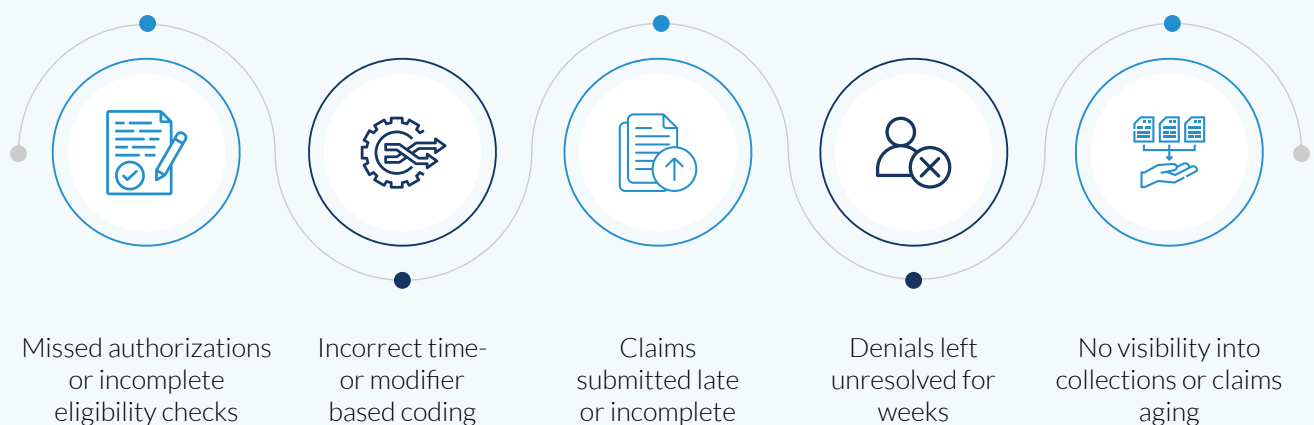 Missed authorizations
or incomplete
eligibility checks
Incorrect time-
or modifier
based coding
Claims
submitted late
or incomplete
Denials left
unresolved for
weeks
No visibility into
collections or claims
aging